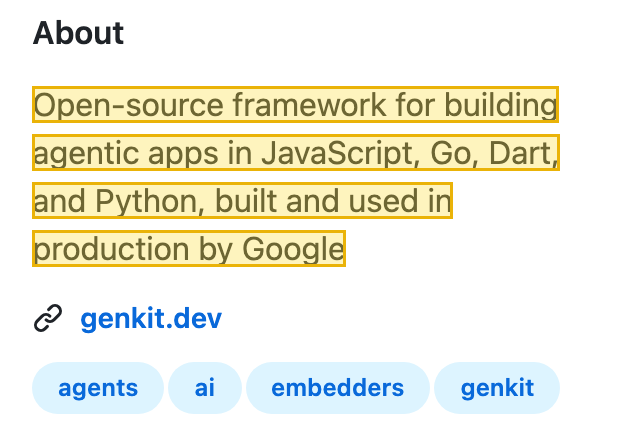 About
Open-source framework for building
agentic apps in JavaScript, Go, Dart,
and Python, built and used in
production by Google
genkit.dev
agents ai embedders genkit